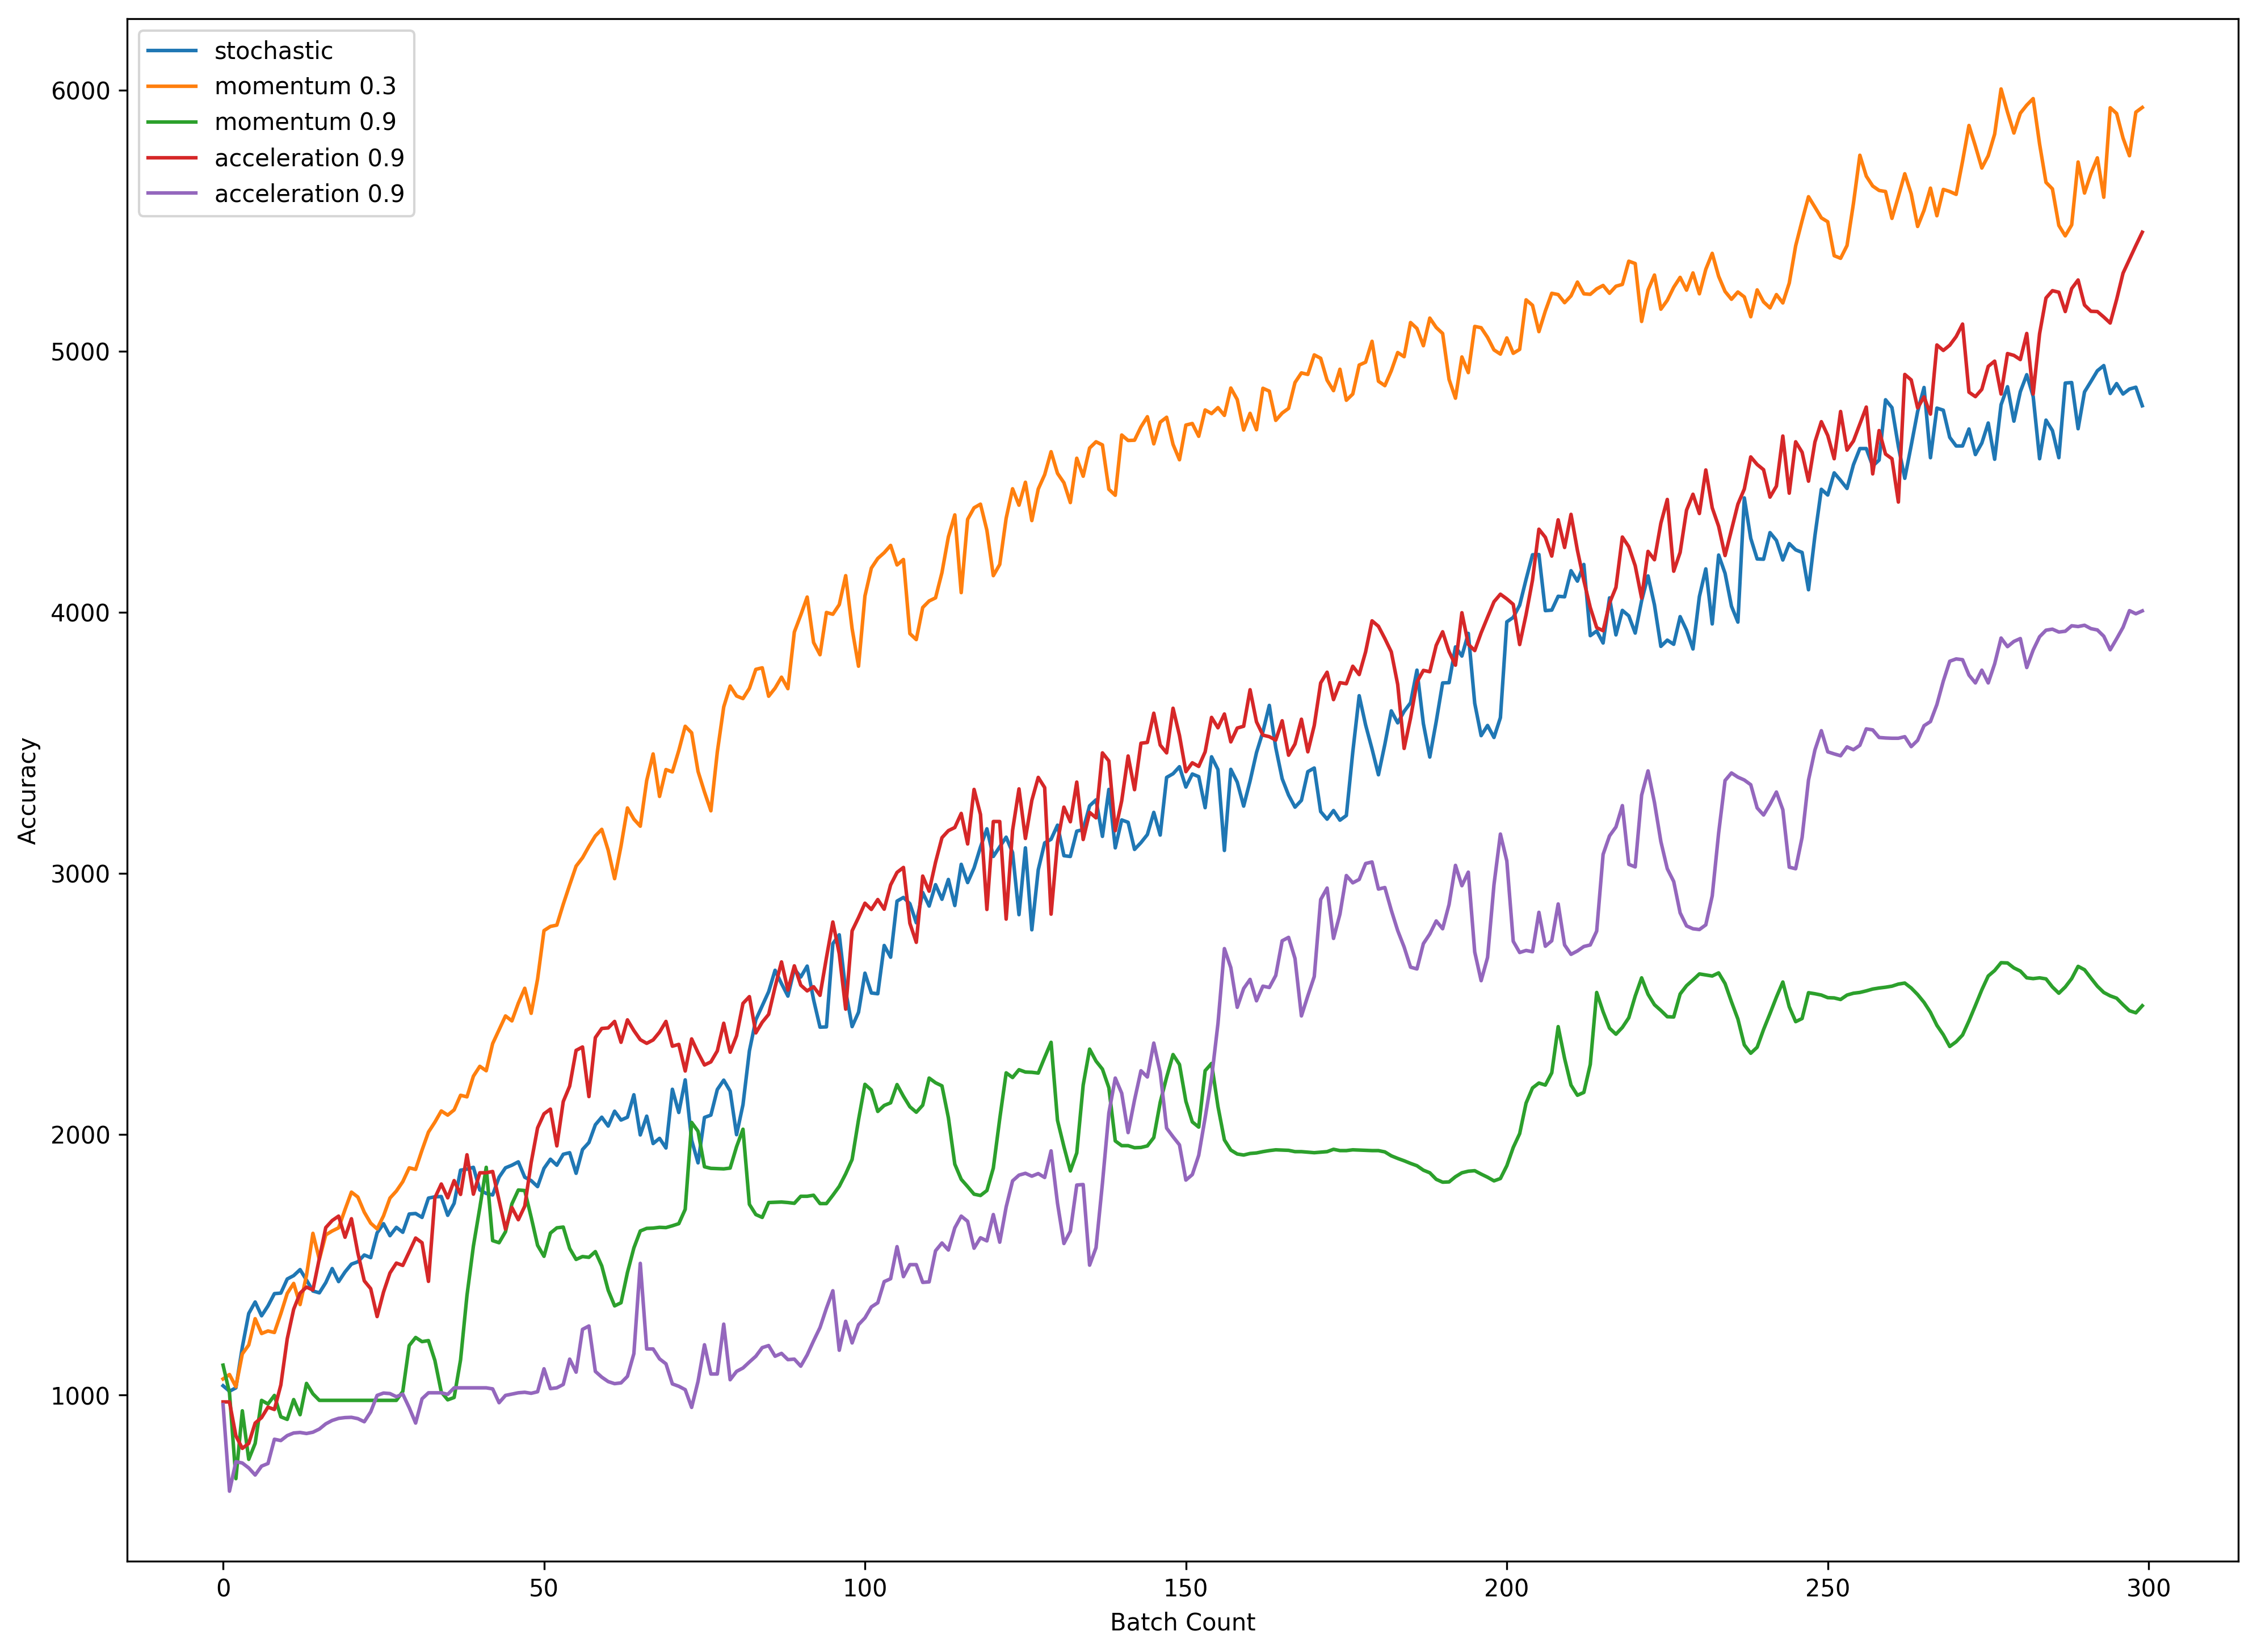 stochastic
momentum 0.3
momentum 0.9
acceleration 0.9
acceleration 0.9
6000
5000
4000
3000
2000
1000
Accuracy
0 50 100 150 200 250 300
Batch Count